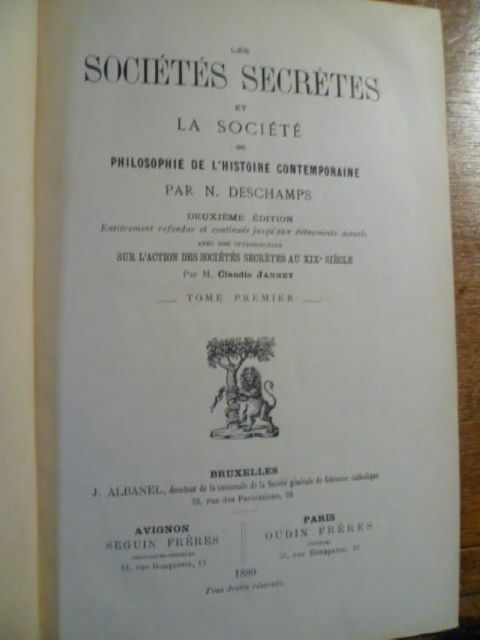 LES
SOCIÉTÉS SECRÈTES
ET
LA SOCIÉTÉ
OU
PHILOSOPHIE DE L'HISTOIRE CONTEMPORAINE
PAR N. DESCHAMPS
DEUXIÈME ÉDITION
Entièrement refondue et continuée jusqu'aux événements actuels
AVEC UNE INTRODUCTION
SUR L'ACTION DES SOCIÉTÉS SECRÈTES AU XIXe SIÈCLE
Par M. Claudio JANNET
TOME PREMIER
BRUXELLES
J. ALBANEL, directeur de la succursale de la Société générale de librairie catholique
29, rue des Paroissiens, 29
AVIGNON
SEGUIN FRÈRES
IMPRIMEURS-ÉDITEURS
13, rue Bouquerie, 13
PARIS
OUDIN FRÈRES
51, rue Bonaparte, 51
1880
Tous droits réservés.